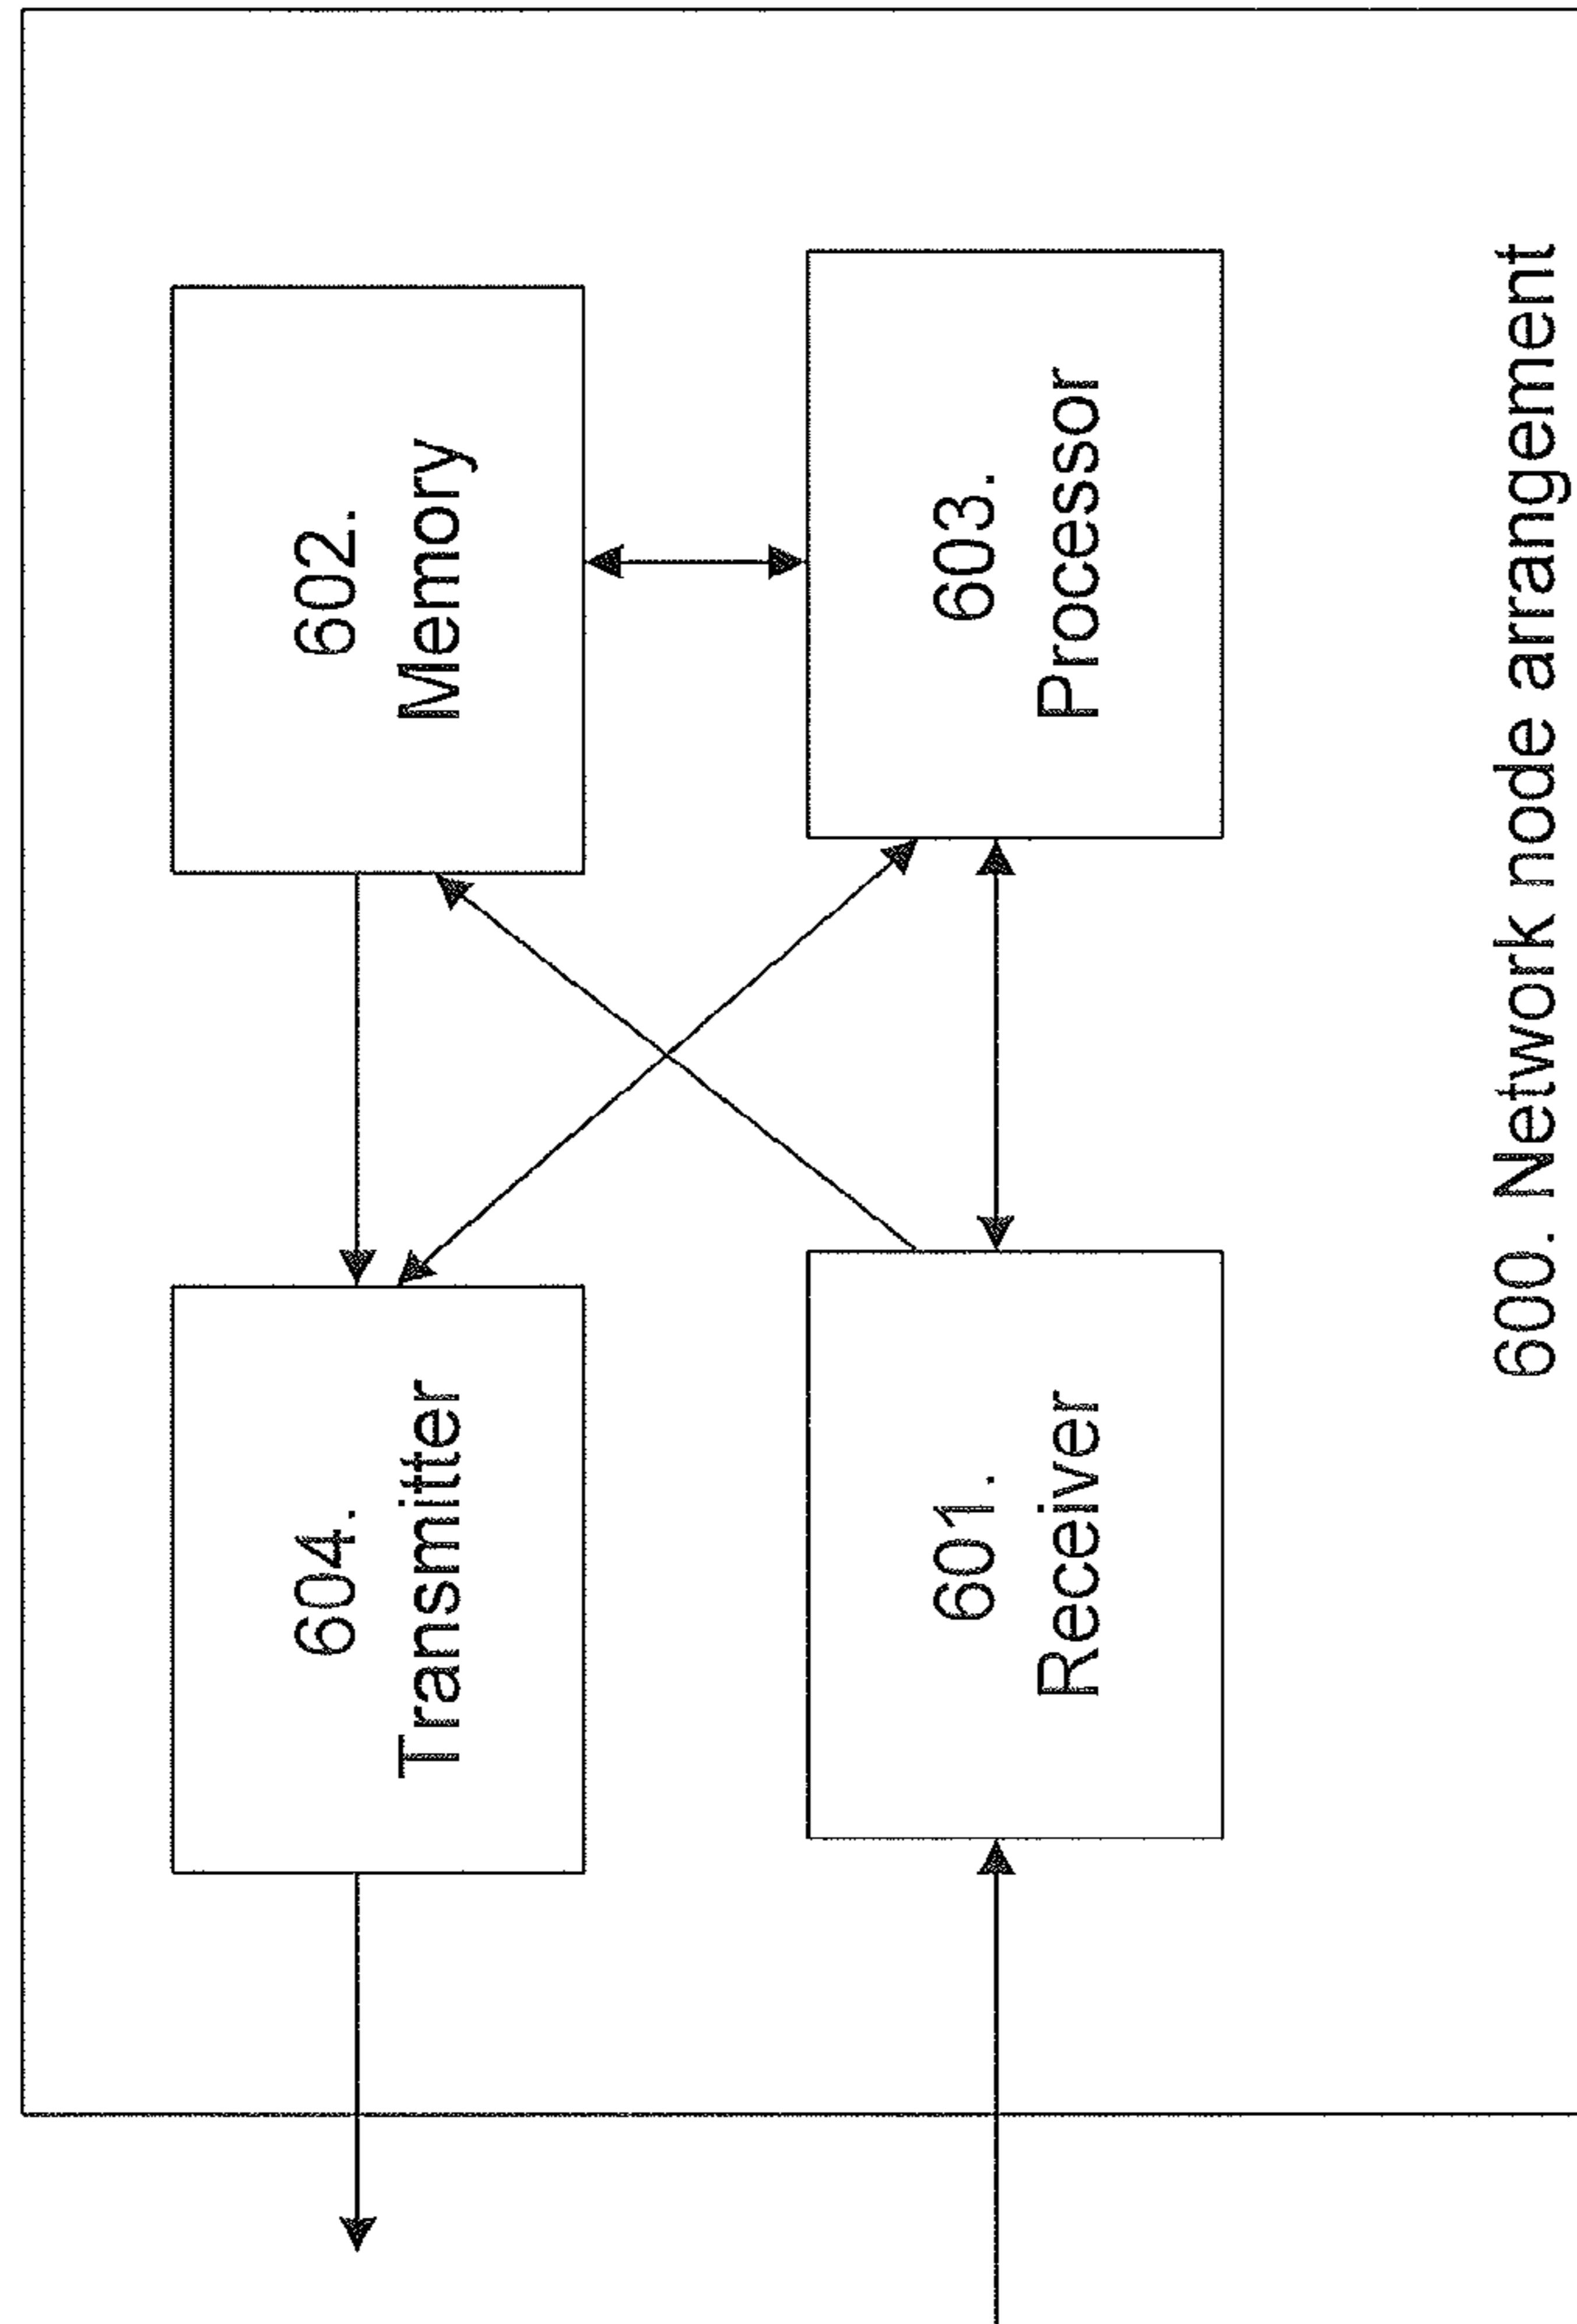 604.
Transmitter
602.
Memory
601.
Receiver
603.
Processor
600. Network node arrangement